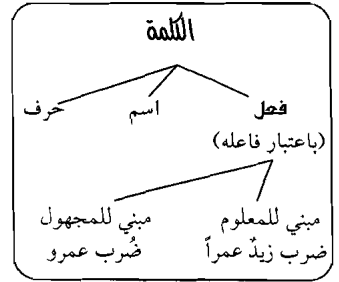 الكلمة
فعل اسم حرف
(باعتبار فاعله)
مبني للمعلوم مبني للمجهول
ضرب زيدٌ عمراً ضُرب عمرو